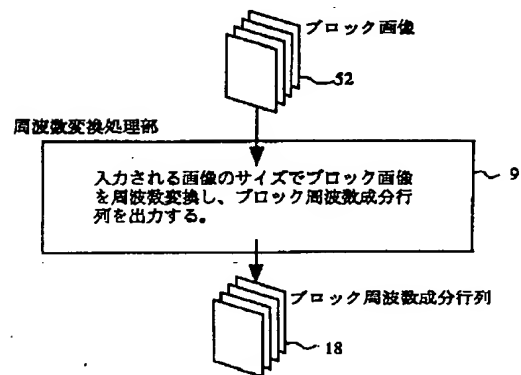 ブロック画像
52
周波数変換処理部
入力される画像のサイズでブロック画像
を周波数変換し、ブロック周波数成分行
列を出力する。
9
ブロック周波数成分行列
18